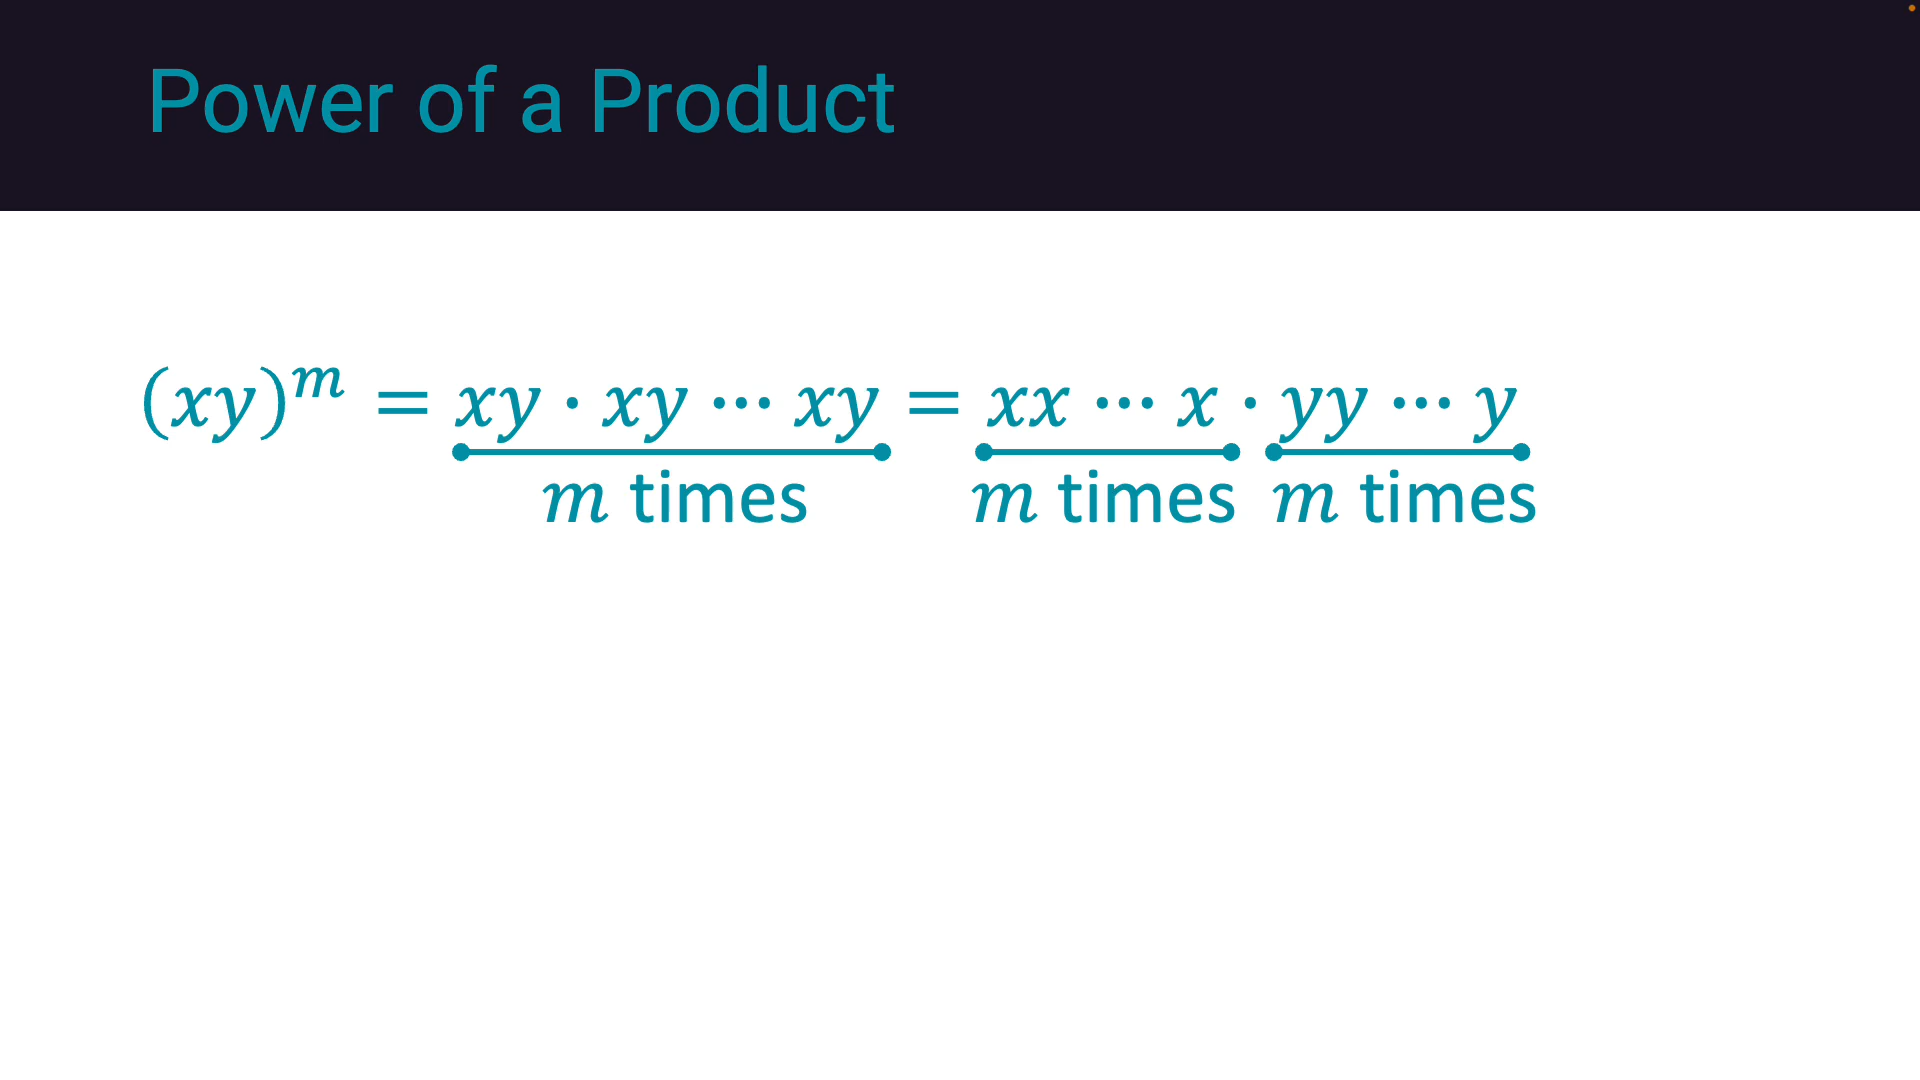 Power of a Product
(xy)^m = xy · xy ⋯ xy = xx ⋯ x · yy ⋯ y
m times m times m times